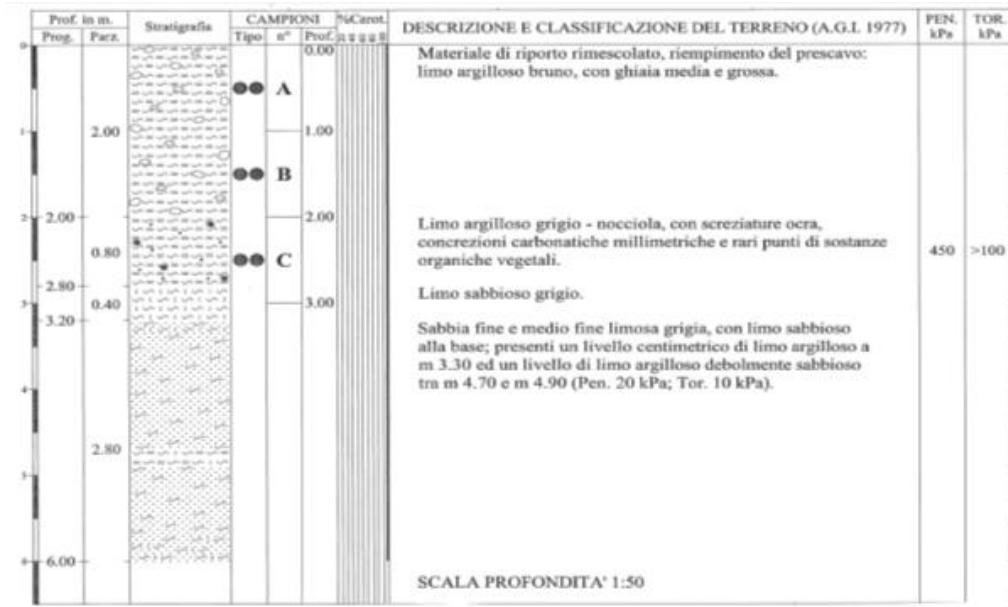 Prof. in m.
Stratigrafia
CAMPIONI
%Carot.
DESCRIZIONE E CLASSIFICAZIONE DEL TERRENO (A.G.I. 1977)
PEN. kPa
TOR. kPa
Prog. Parz.
Tipo n° Prof.
0.00
Materiale di riporto rimescolato, riempimento del prescavo:
limo argilloso bruno, con ghiaia media e grossa.
A
1 2.00 1.00
B
2 2.00 2.00
Limo argilloso grigio - nocciola, con screziature ocra,
concrezioni carbonatiche millimetriche e rari punti di sostanze
organiche vegetali.
0.80 C 450 >100
2.80
Limo sabbioso grigio.
3 0.40 3.00
3.20
Sabbia fine e medio fine limosa grigia, con limo sabbioso
alla base; presenti un livello centimetrico di limo argilloso a
m 3.30 ed un livello di limo argilloso debolmente sabbioso
tra m 4.70 e m 4.90 (Pen. 20 kPa; Tor. 10 kPa).
4
2.80
5
6.00
SCALA PROFONDITA' 1:50